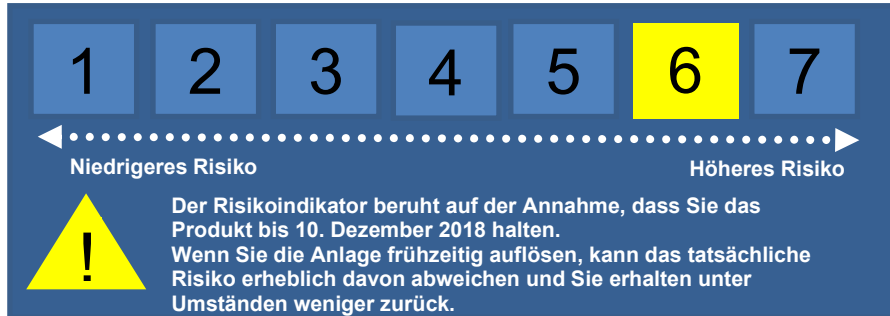 1 2 3 4 5 6 7
Niedrigeres Risiko Höheres Risiko
!
Der Risikoindikator beruht auf der Annahme, dass Sie das
Produkt bis 10. Dezember 2018 halten.
Wenn Sie die Anlage frühzeitig auflösen, kann das tatsächliche
Risiko erheblich davon abweichen und Sie erhalten unter
Umständen weniger zurück.